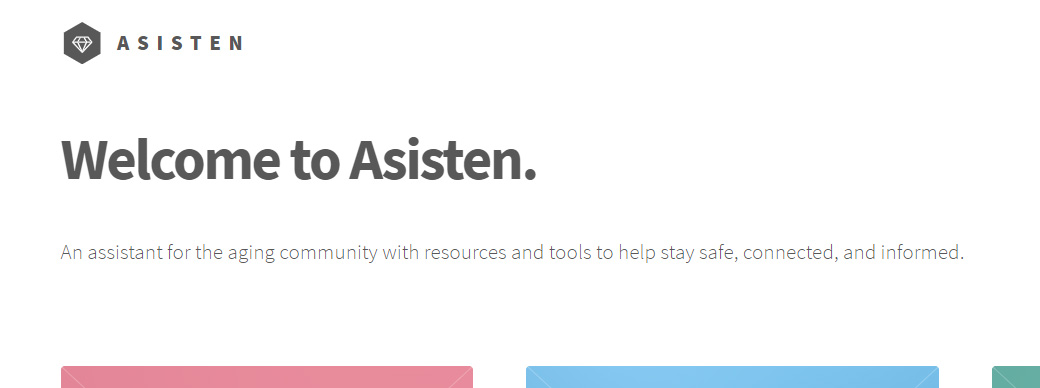 ASISTEN
Welcome to Asisten.
An assistant for the aging community with resources and tools to help stay safe, connected, and informed.